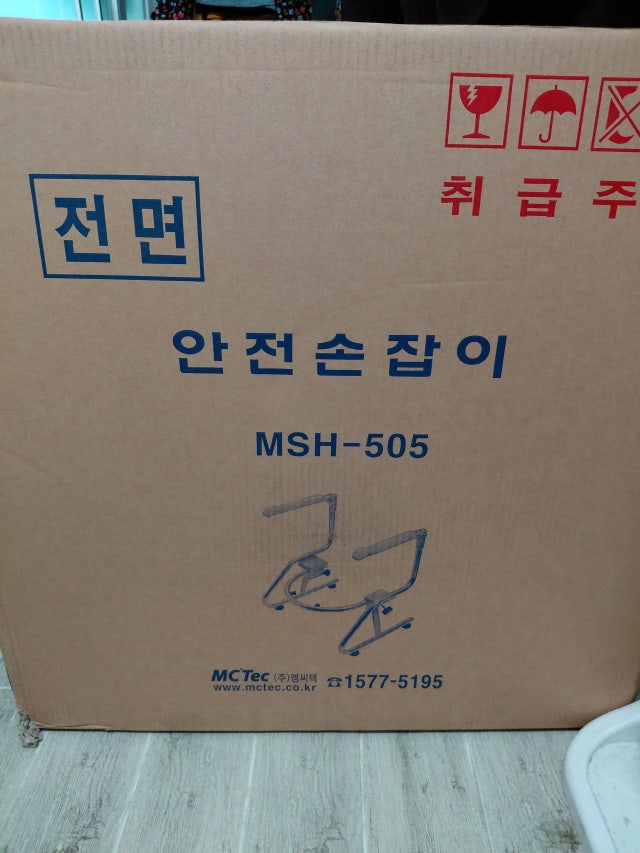 전면
취급주
안전손잡이
MSH-505
MCTec (주)엠씨텍 ☎1577-5195
www.mctec.co.kr